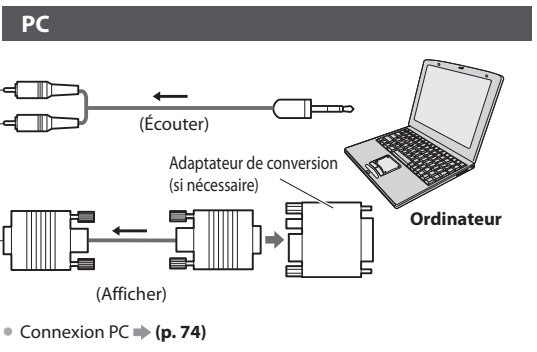 PC
(Écouter)
Adaptateur de conversion
(si nécessaire)
Ordinateur
(Afficher)
Connexion PC (p. 74)